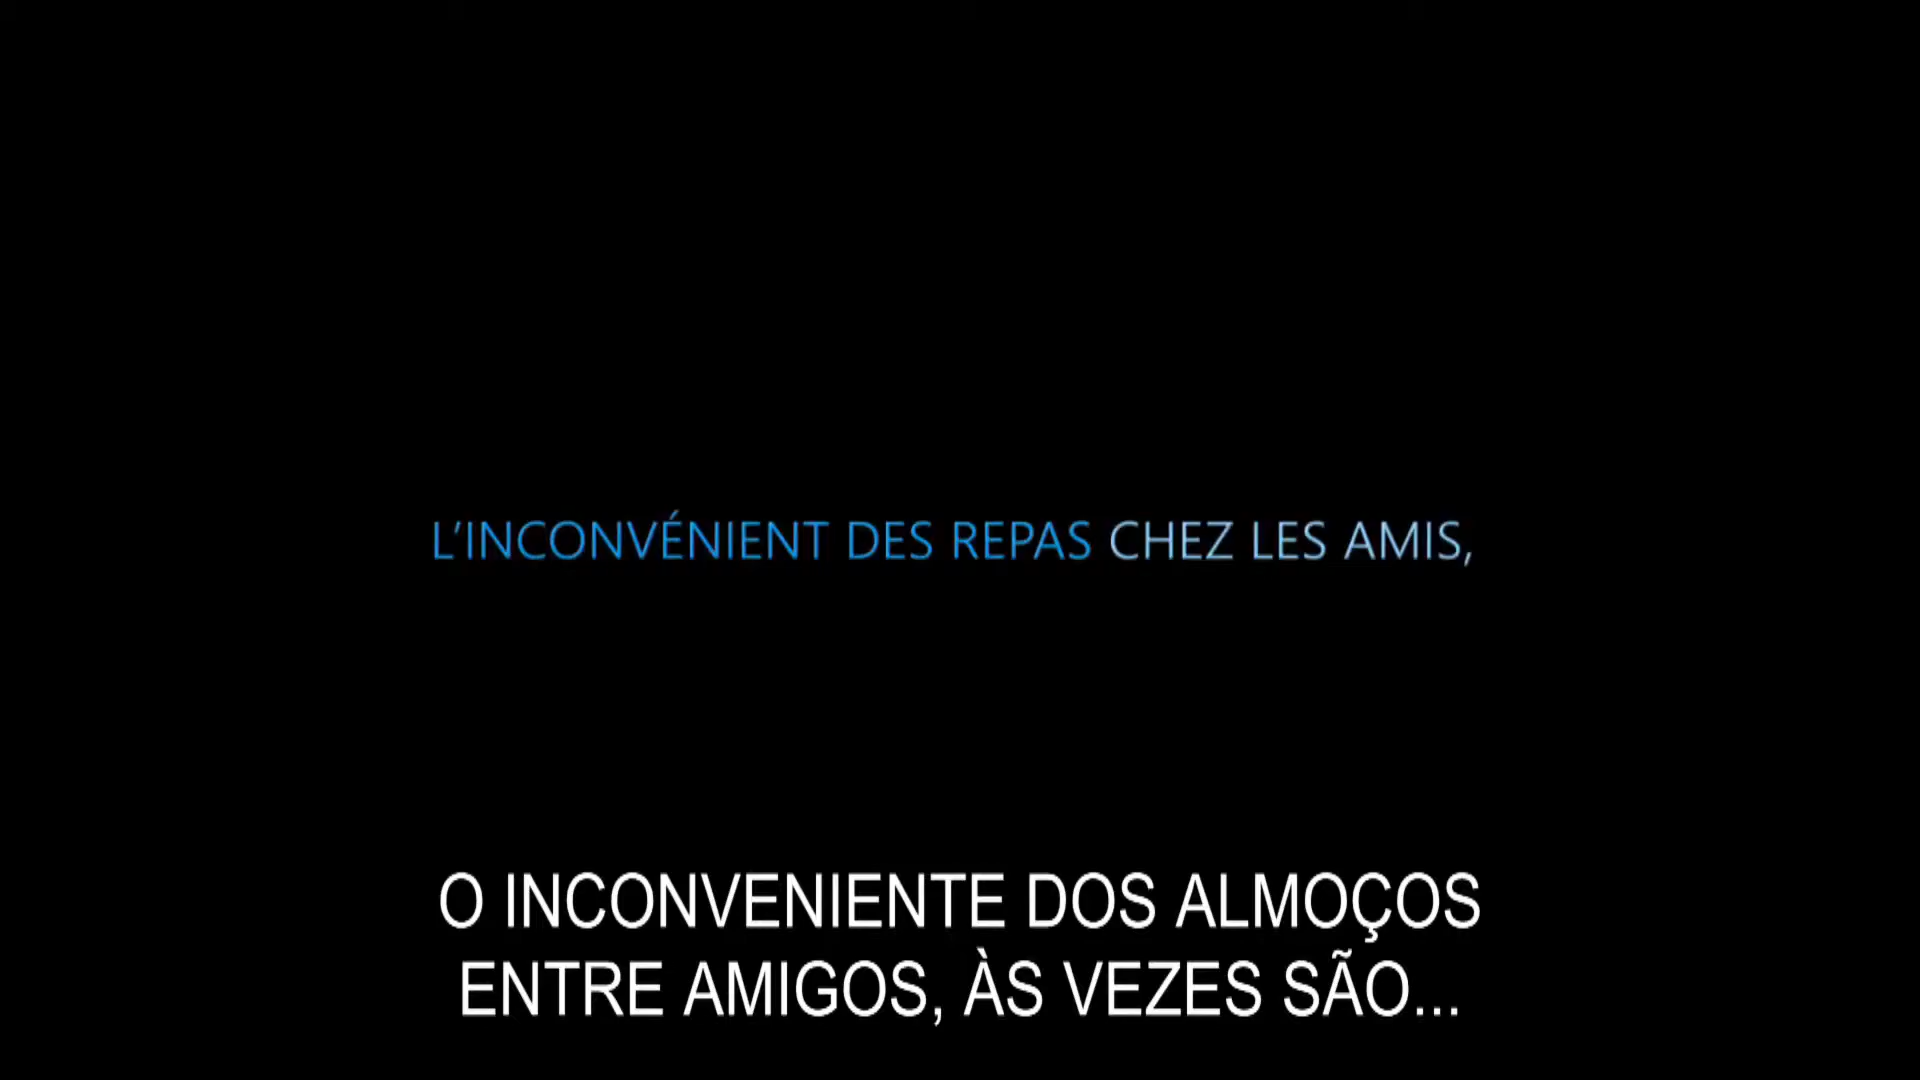 L’INCONVÉNIENT DES REPAS CHEZ LES AMIS,
O INCONVENIENTE DOS ALMOÇOS
ENTRE AMIGOS, ÀS VEZES SÃO...